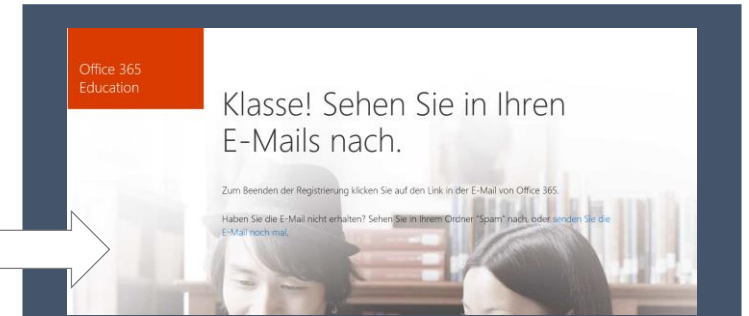 Office 365
Education
Klasse! Sehen Sie in Ihren
E-Mails nach.
Zum Beenden der Registrierung klicken Sie auf den Link in der E-Mail von Office 365.
Haben Sie die E-Mail nicht erhalten? Sehen Sie in Ihrem Ordner "Spam" nach, oder senden Sie die
E-Mail noch mal.